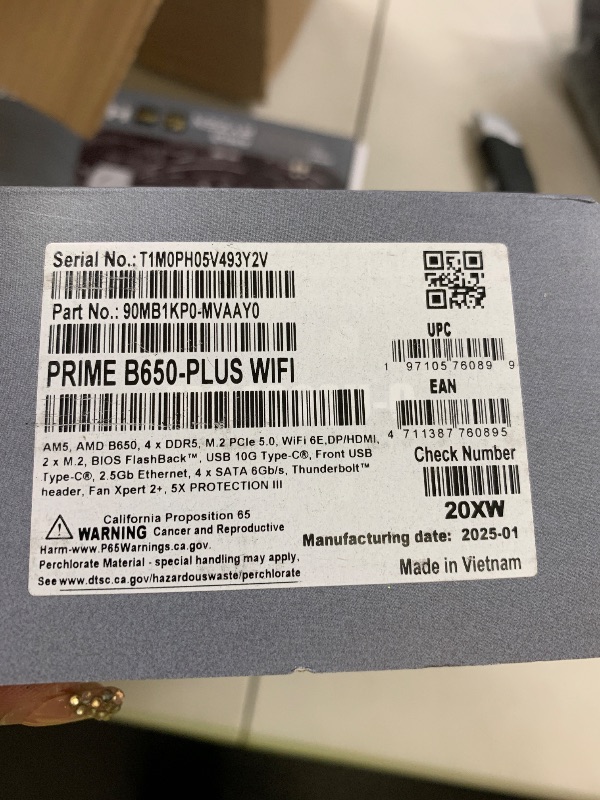 Serial No.: T1M0PH05V493Y2V
Part No.: 90MB1KP0-MVAAY0
PRIME B650-PLUS WIFI
AM5, AMD B650, 4 x DDR5, M.2 PCIe 5.0, WiFi 6E,DP/HDMI,
2 x M.2, BIOS FlashBack™, USB 10G Type-C®, Front USB
Type-C®, 2.5Gb Ethernet, 4 x SATA 6Gb/s, Thunderbolt™
header, Fan Xpert 2+, 5X PROTECTION III
California Proposition 65
WARNING Cancer and Reproductive
Harm-www.P65Warnings.ca.gov.
Perchlorate Material - special handling may apply,
See www.dtsc.ca.gov/hazardouswaste/perchlorate
UPC
1 97105 76089 9
EAN
4 711387 760895
Check Number
20XW
Manufacturing date: 2025-01
Made in Vietnam